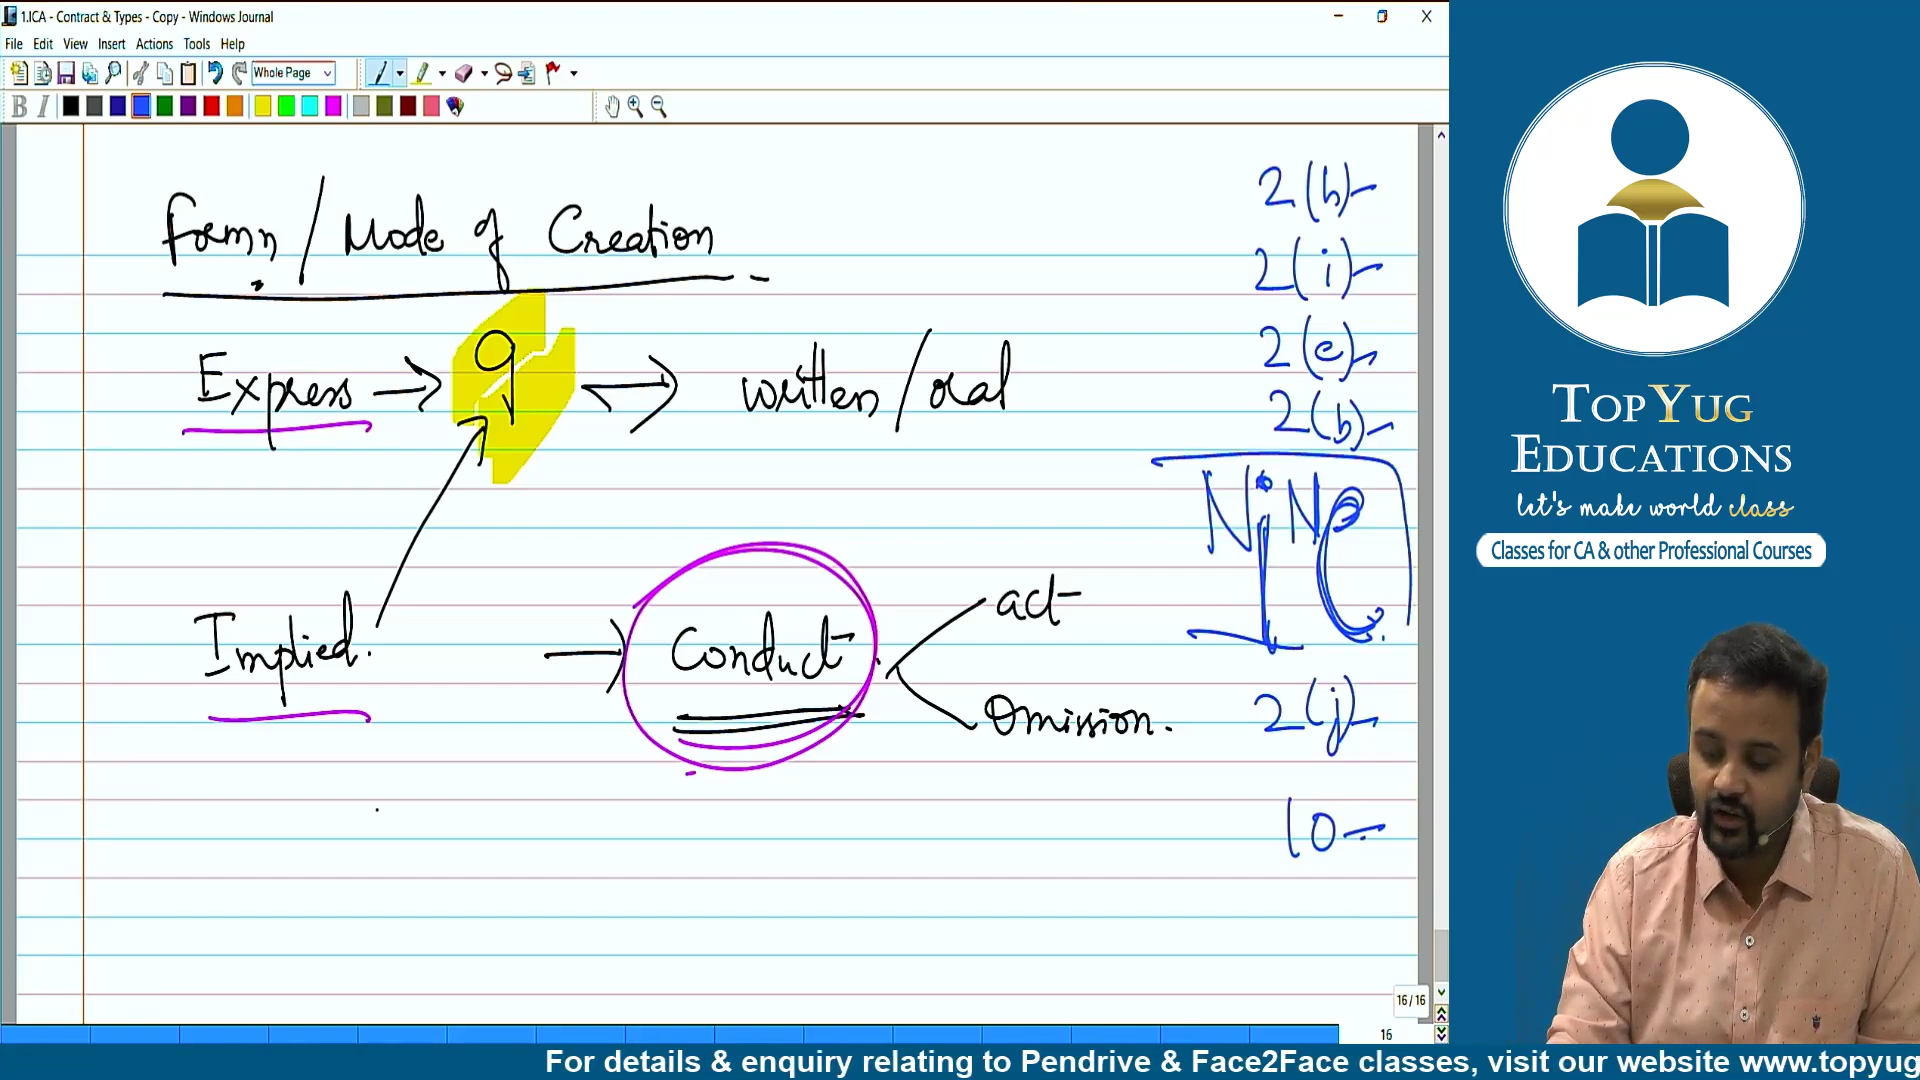 1.ICA - Contract & Types - Copy - Windows Journal
File Edit View Insert Actions Tools Help
Whole Page
B I
Formn / Mode of Creation
Express → 9 → written / oral
Implied. → Conduct
act
Omission.
2(h)
2(i)
2(e)
2(b)
NiNe
2(j)
10
16 / 16
16
TOPYUG
EDUCATIONS
let's make world class
Classes for CA & other Professional Courses
For details & enquiry relating to Pendrive & Face2Face classes, visit our website www.topyug